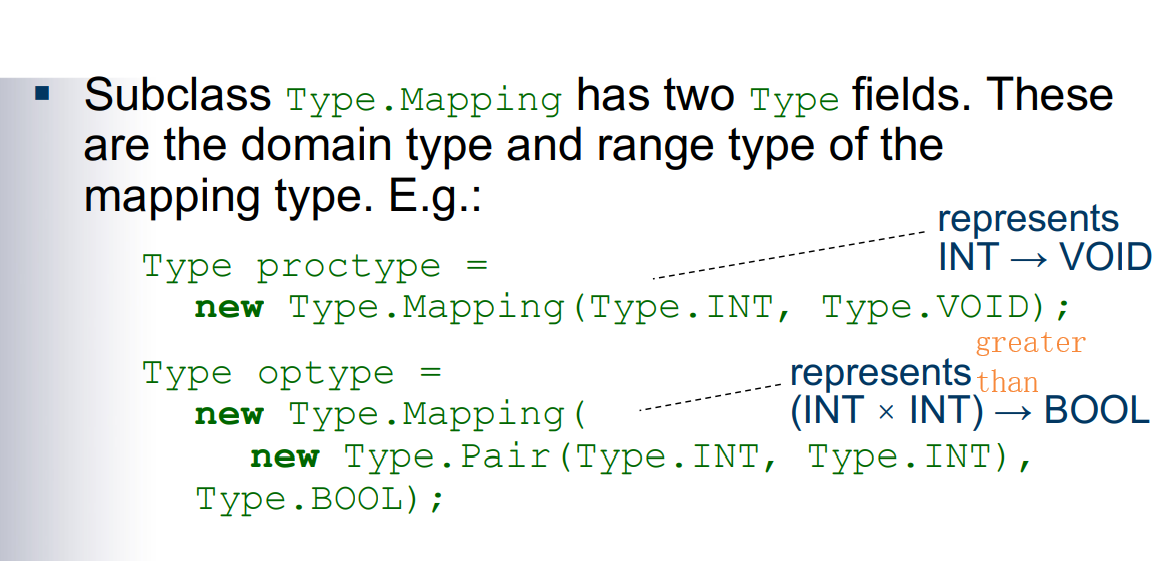 Subclass Type.Mapping has two Type fields. These
are the domain type and range type of the
mapping type. E.g.:
represents
INT → VOID
Type proctype =
new Type.Mapping(Type.INT, Type.VOID);
greater
than
Type optype =
represents
(INT × INT) → BOOL
new Type.Mapping(
new Type.Pair(Type.INT, Type.INT),
Type.BOOL);